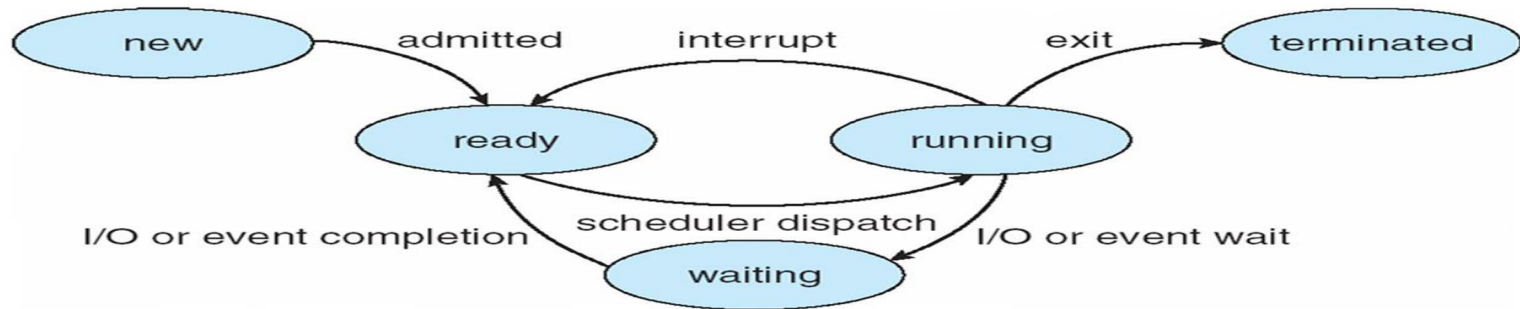 new
admitted
interrupt
exit
terminated
ready
running
scheduler dispatch
I/O or event completion
I/O or event wait
waiting